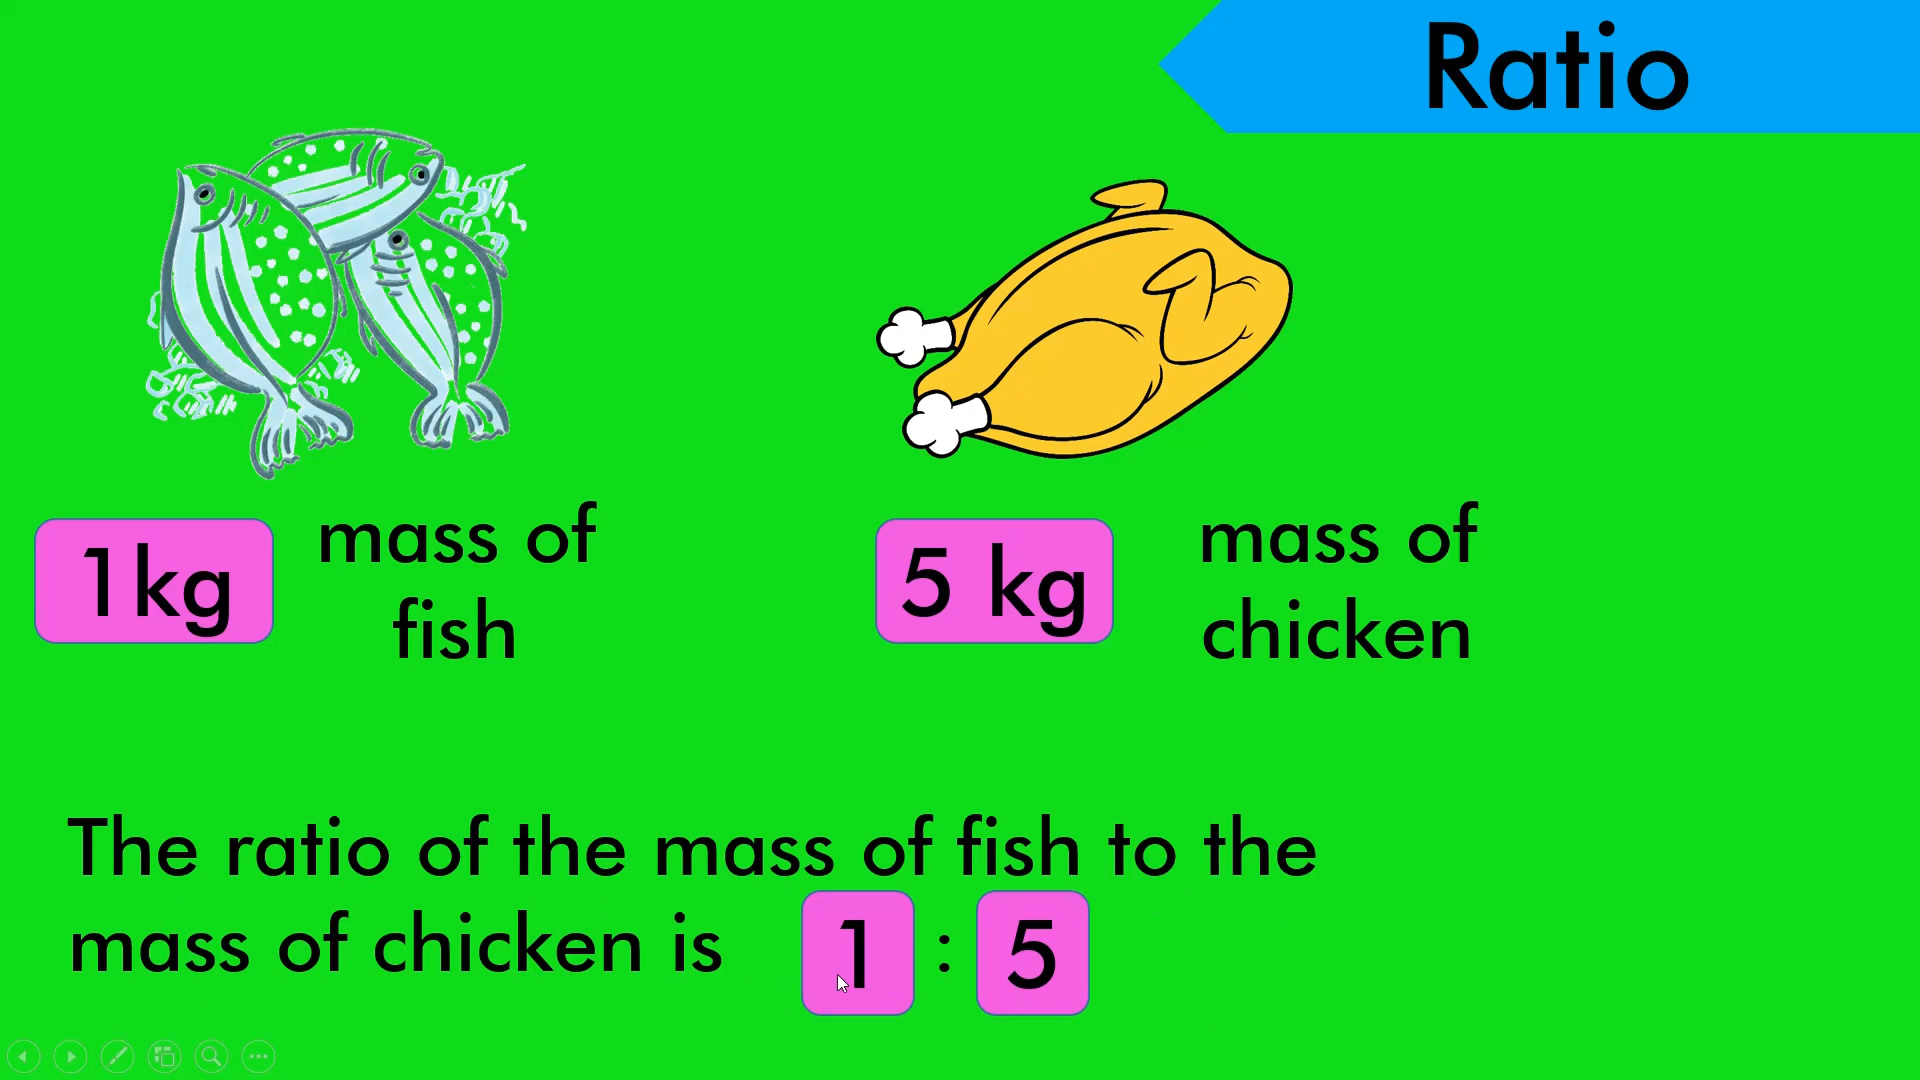 Ratio
1kg
mass of
fish
5 kg
mass of
chicken
The ratio of the mass of fish to the
mass of chicken is 1 : 5